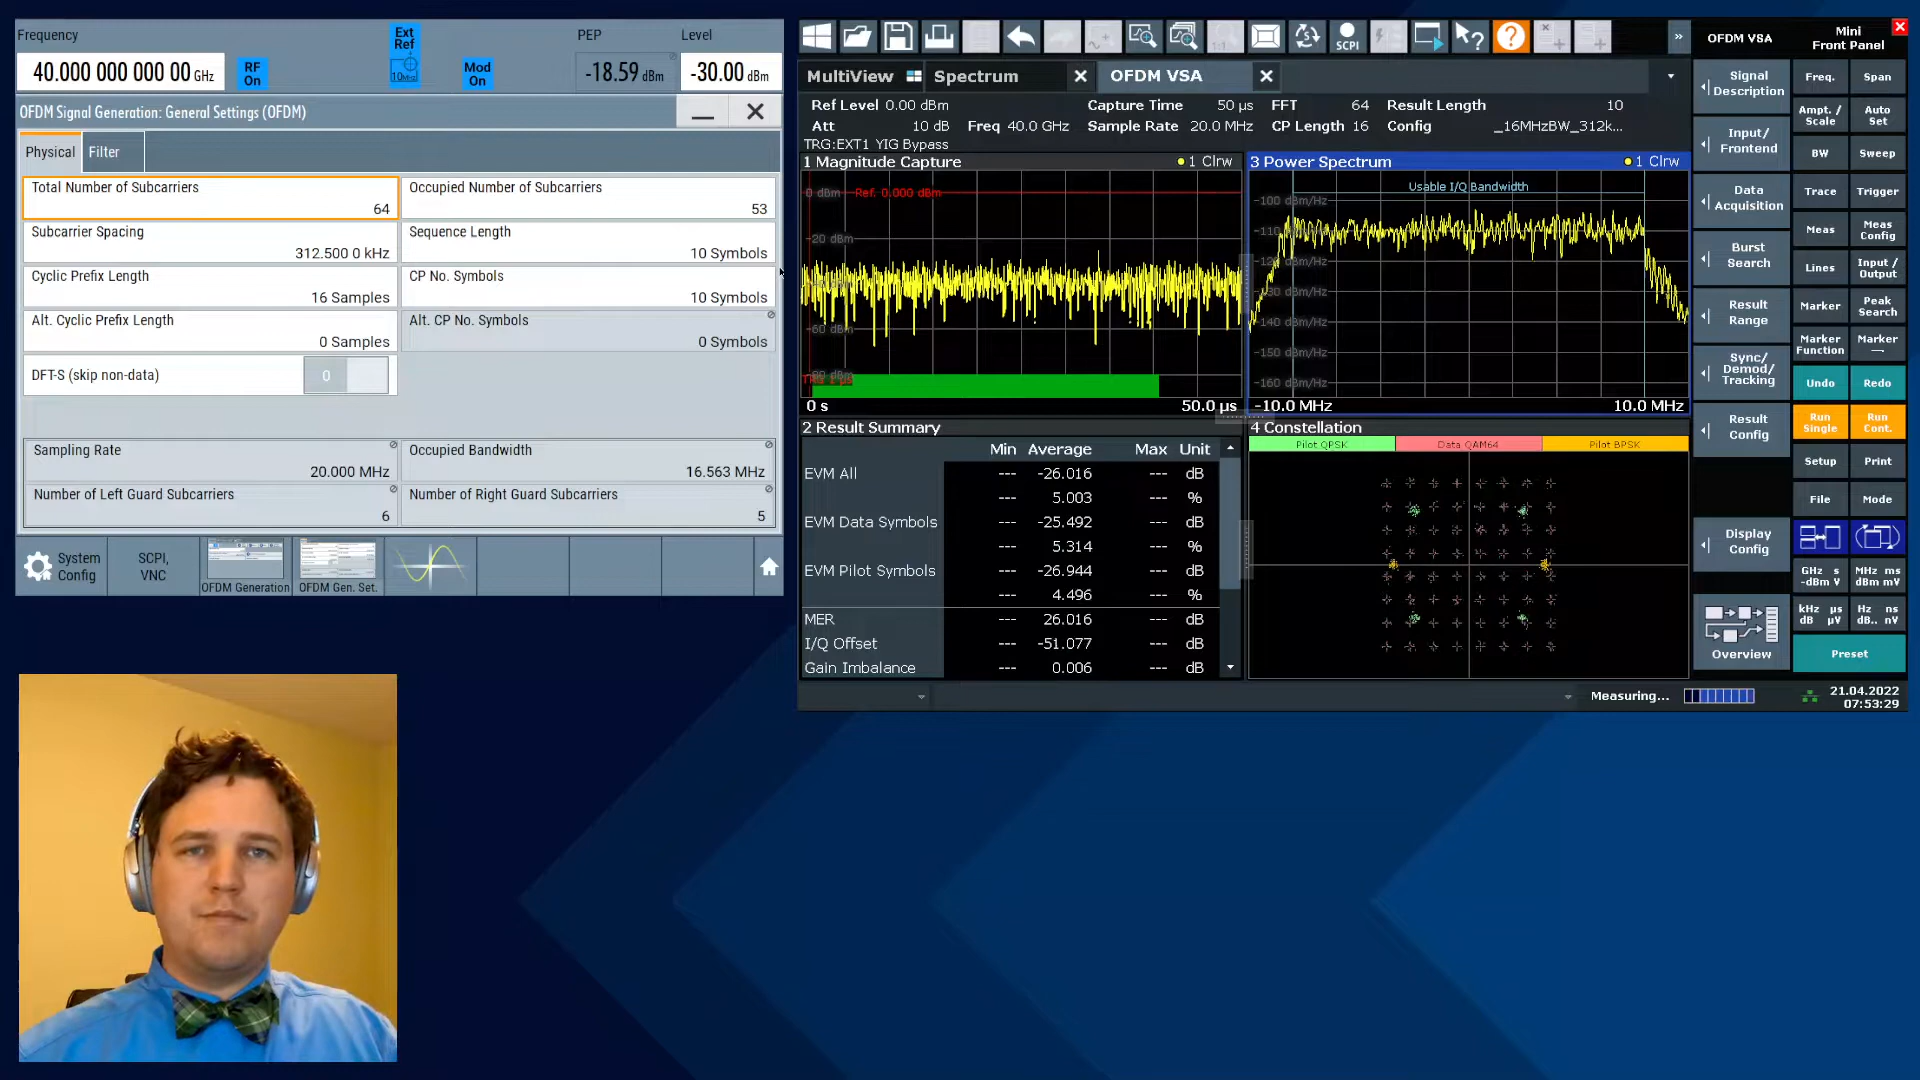 Frequency
40.000 000 000 00 GHz
RF
On
Ext
Ref
10MHz
Mod
On
PEP
-18.59 dBm
Level
-30.00 dBm
OFDM Signal Generation: General Settings (OFDM)
Physical
Filter
Total Number of Subcarriers
64
Occupied Number of Subcarriers
53
Subcarrier Spacing
312.500 0 kHz
Sequence Length
10 Symbols
Cyclic Prefix Length
16 Samples
CP No. Symbols
10 Symbols
Alt. Cyclic Prefix Length
0 Samples
Alt. CP No. Symbols
0 Symbols
DFT-S (skip non-data)
0
Sampling Rate
20.000 MHz
Occupied Bandwidth
16.563 MHz
Number of Left Guard Subcarriers
6
Number of Right Guard Subcarriers
5
System
Config
SCPI,
VNC
OFDM Generation
OFDM Gen. Set.
SCPI
»
MultiView
Spectrum
OFDM VSA
Ref Level 0.00 dBm
Capture Time 50 µs
FFT 64
Result Length 10
Att 10 dB
Freq 40.0 GHz
Sample Rate 20.0 MHz
CP Length 16
Config _16MHzBW_312k...
TRG:EXT1 YIG Bypass
1 Magnitude Capture
1 Clrw
0 dBm
Ref. 0.000 dBm
-20 dBm
-60 dBm
0 s
50.0 µs
3 Power Spectrum
1 Clrw
Usable I/Q Bandwidth
-100 dBm/Hz
-110 dBm/Hz
-120 dBm/Hz
-130 dBm/Hz
-140 dBm/Hz
-150 dBm/Hz
-160 dBm/Hz
-10.0 MHz
10.0 MHz
2 Result Summary
Min Average Max Unit
EVM All --- -26.016 --- dB
--- 5.003 --- %
EVM Data Symbols --- -25.492 --- dB
--- 5.314 --- %
EVM Pilot Symbols --- -26.944 --- dB
--- 4.496 --- %
MER --- 26.016 --- dB
I/Q Offset --- -51.077 --- dB
Gain Imbalance --- 0.006 --- dB
4 Constellation
Pilot QPSK
Data QAM64
Pilot BPSK
Measuring...
21.04.2022
07:53:29
OFDM VSA
Signal
Description
Input/
Frontend
Data
Acquisition
Burst
Search
Result
Range
Sync/
Demod/
Tracking
Result
Config
Display
Config
Overview
Mini
Front Panel
Freq.
Span
Ampt. /
Scale
Auto
Set
BW
Sweep
Trace
Trigger
Meas
Meas
Config
Lines
Input /
Output
Marker
Peak
Search
Marker
Function
Marker
Undo
Redo
Run
Single
Run
Cont.
Setup
Print
File
Mode
GHz s
-dBm V
MHz ms
dBm mV
kHz µs
dB µV
Hz ns
dB.. nV
Preset